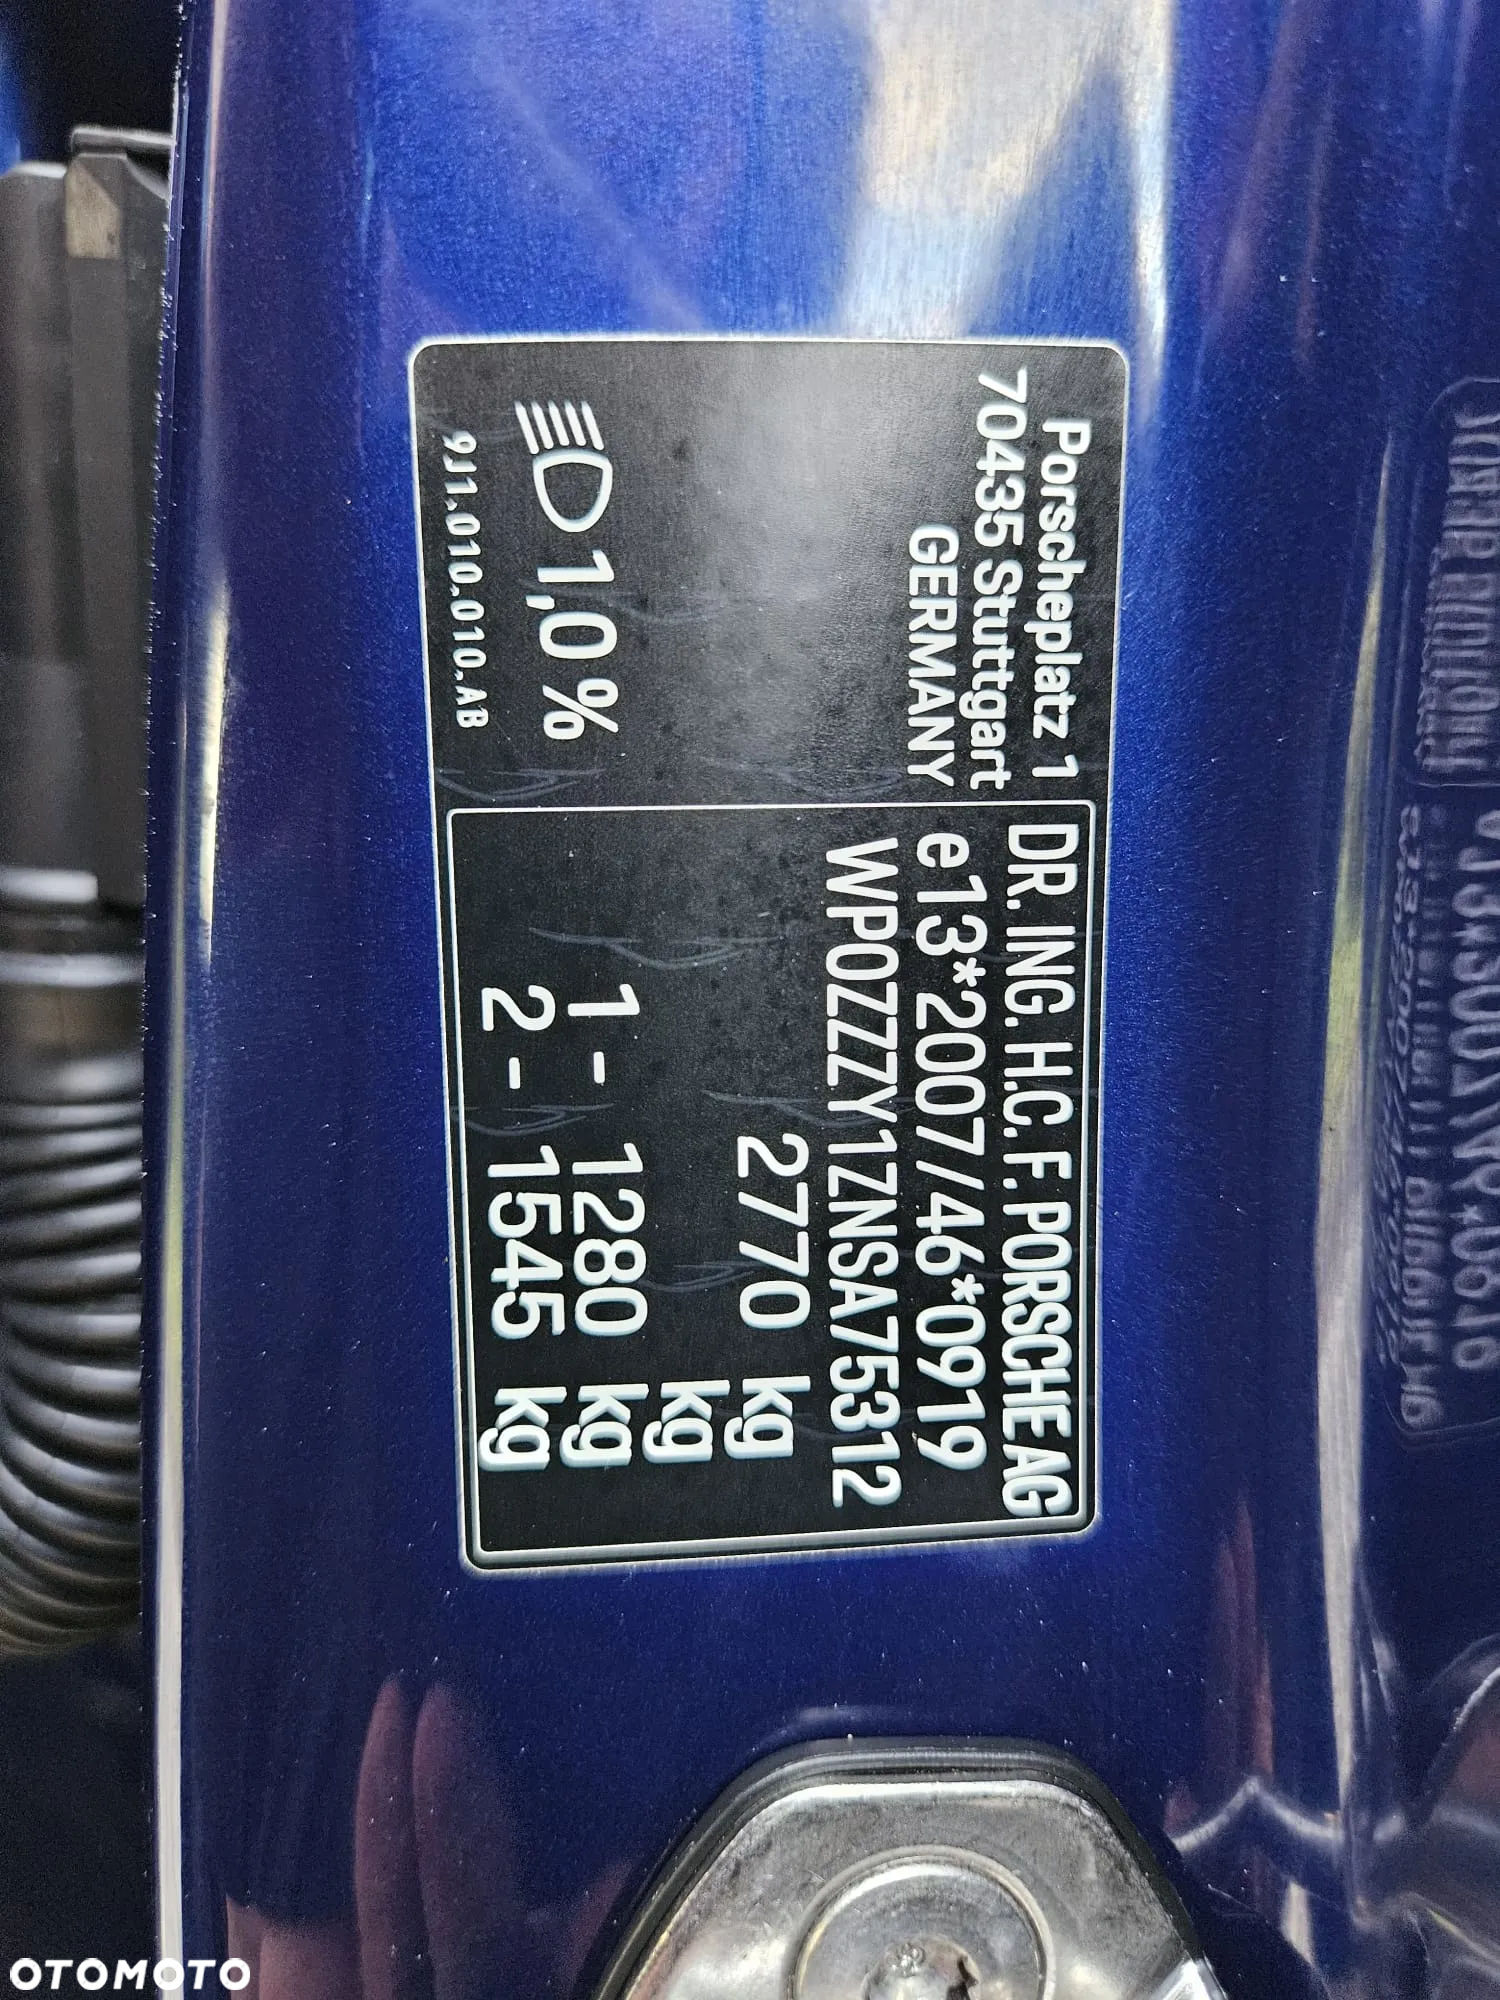 Porscheplatz 1
70435 Stuttgart
GERMANY
1,0 %
9J1.010.010.AB
DR. ING. H.C. F. PORSCHE AG
e13*2007/46*0919
WP0ZZZY1ZNSA75312
2770 kg
kg
1 - 1280 kg
2 - 1545 kg
OTOMOTO